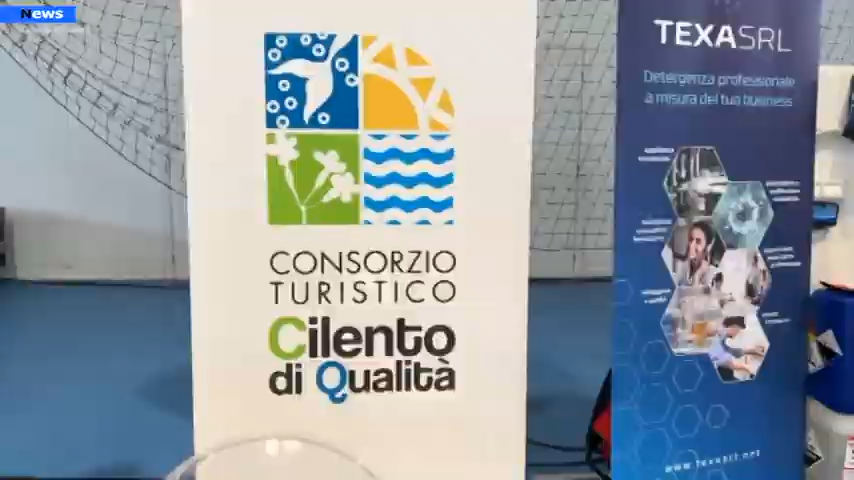 News
CONSORZIO
TURISTICO
Cilento
di Qualità
TEXASRL
Detergenza professionale
a misura del tuo business
www.texasrl.net